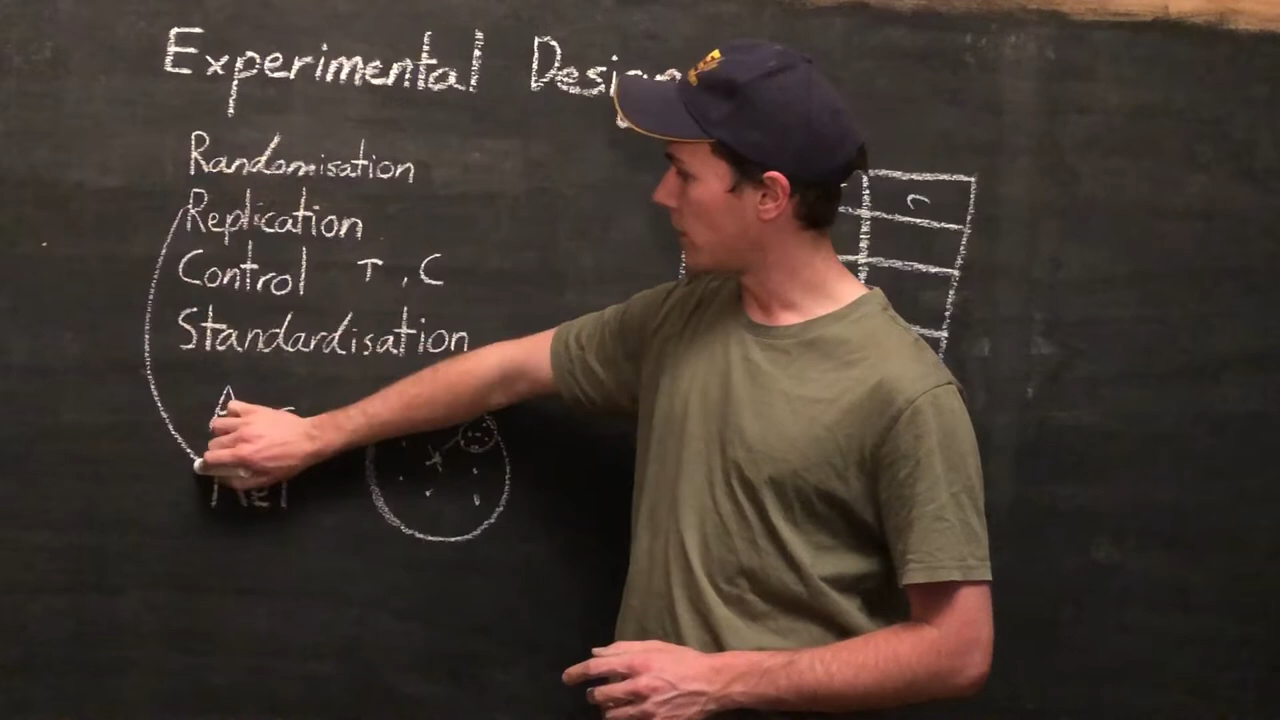 Experimental Design
Randomisation
Replication
Control T, C
Standardisation